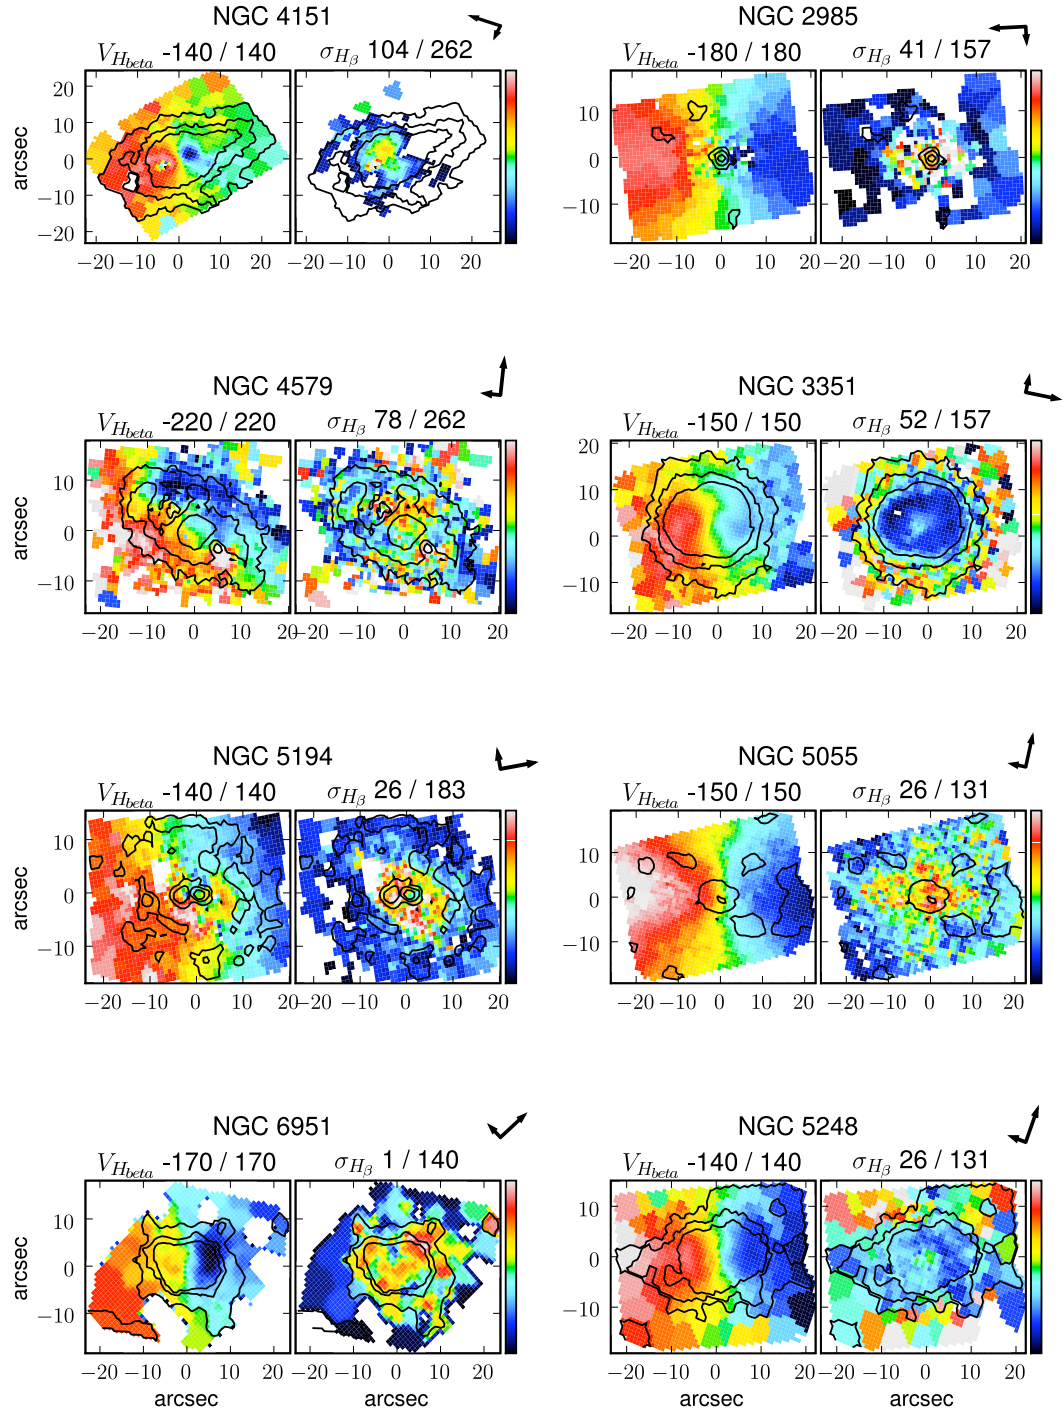 NGC 4151
V_{H_{beta}} -140 / 140
σ_{H_β} 104 / 262
arcsec
20
10
0
−10
−20
−20 −10 0 10 20
−20 −10 0 10 20
NGC 2985
V_{H_{beta}} -180 / 180
σ_{H_β} 41 / 157
10
0
−10
−20 −10 0 10 20
−20 −10 0 10 20
NGC 4579
V_{H_{beta}} -220 / 220
σ_{H_β} 78 / 262
arcsec
10
0
−10
−20 −10 0 10 20
−20 −10 0 10 20
NGC 3351
V_{H_{beta}} -150 / 150
σ_{H_β} 52 / 157
20
10
0
−10
−20 −10 0 10 20
−20 −10 0 10 20
NGC 5194
V_{H_{beta}} -140 / 140
σ_{H_β} 26 / 183
arcsec
10
0
−10
−20 −10 0 10 20
−20 −10 0 10 20
NGC 5055
V_{H_{beta}} -150 / 150
σ_{H_β} 26 / 131
10
0
−10
−20 −10 0 10 20
−20 −10 0 10 20
NGC 6951
V_{H_{beta}} -170 / 170
σ_{H_β} 1 / 140
arcsec
10
0
−10
−20 −10 0 10 20
−20 −10 0 10 20
arcsec
arcsec
NGC 5248
V_{H_{beta}} -140 / 140
σ_{H_β} 26 / 131
10
0
−10
−20 −10 0 10 20
−20 −10 0 10 20
arcsec
arcsec